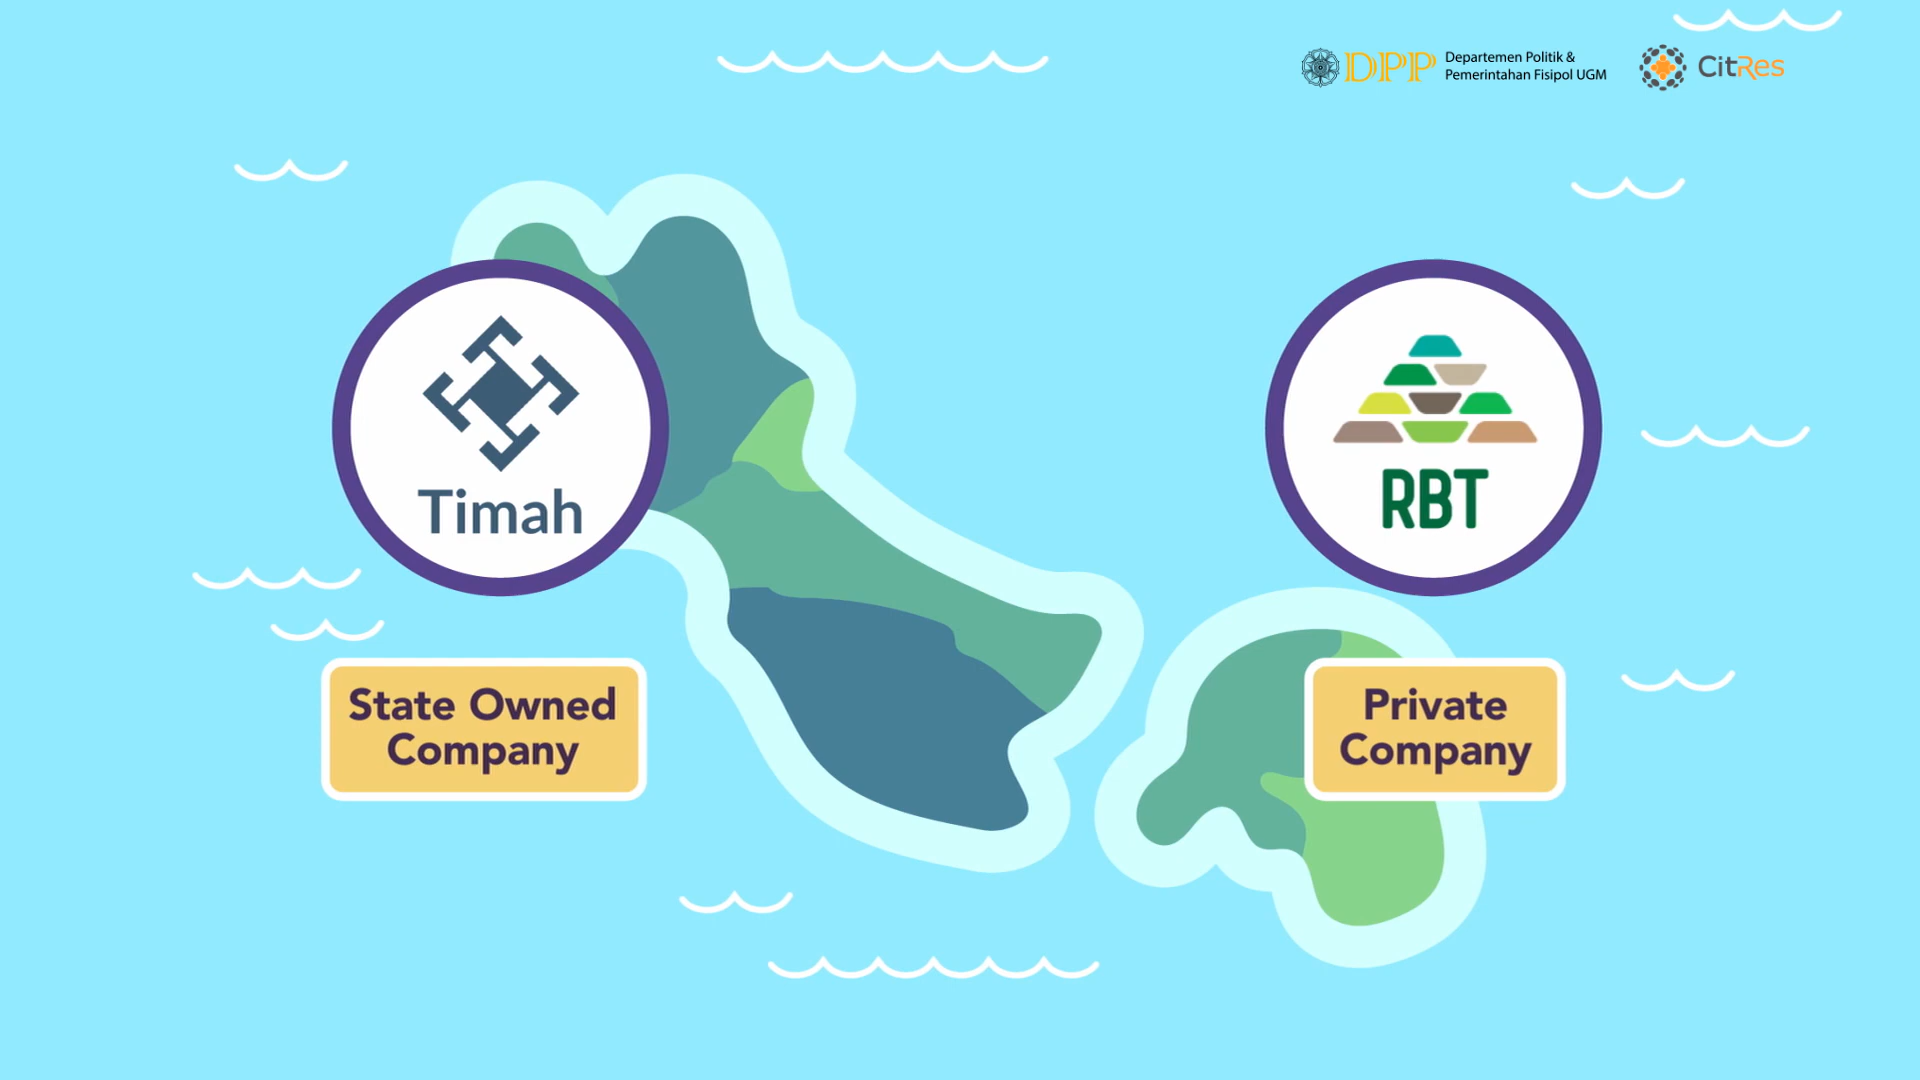 DPP
Departemen Politik &
Pemerintahan Fisipol UGM
CitRes
Timah
RBT
State Owned
Company
Private
Company